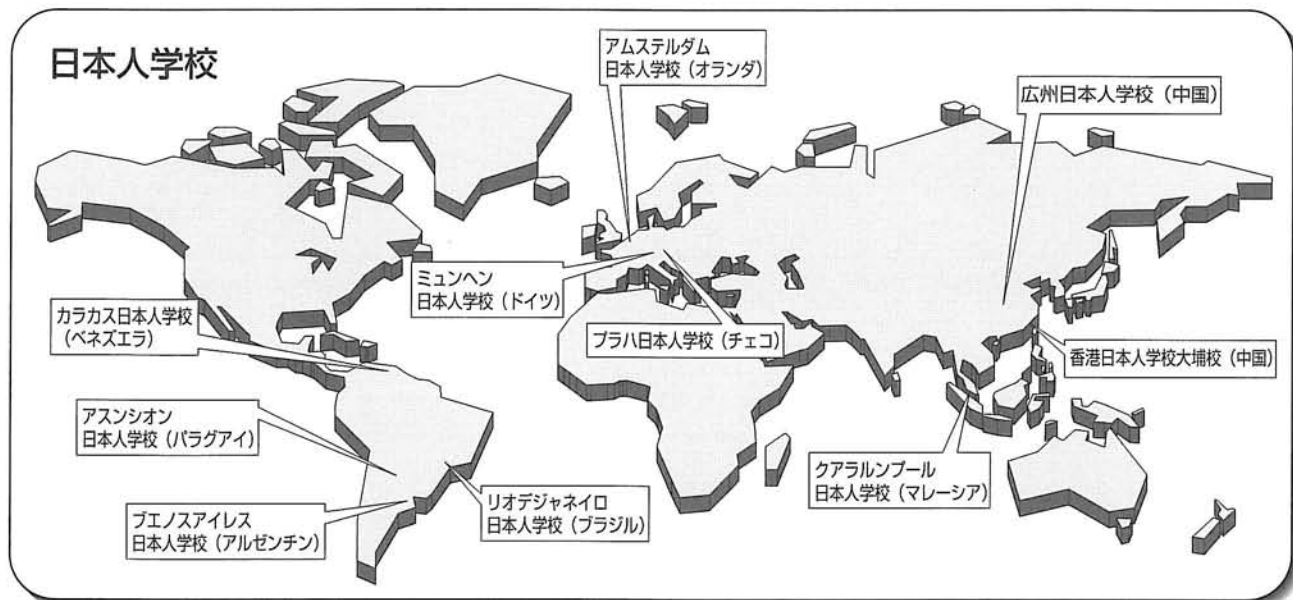 日本人学校
アムステルダム
日本人学校（オランダ）
広州日本人学校（中国）
ミュンヘン
日本人学校（ドイツ）
カラカス日本人学校
（ベネズエラ）
プラハ日本人学校（チェコ）
香港日本人学校大埔校（中国）
アスンシオン
日本人学校（パラグアイ）
クアラルンプール
日本人学校（マレーシア）
リオデジャネイロ
日本人学校（ブラジル）
ブエノスアイレス
日本人学校（アルゼンチン）